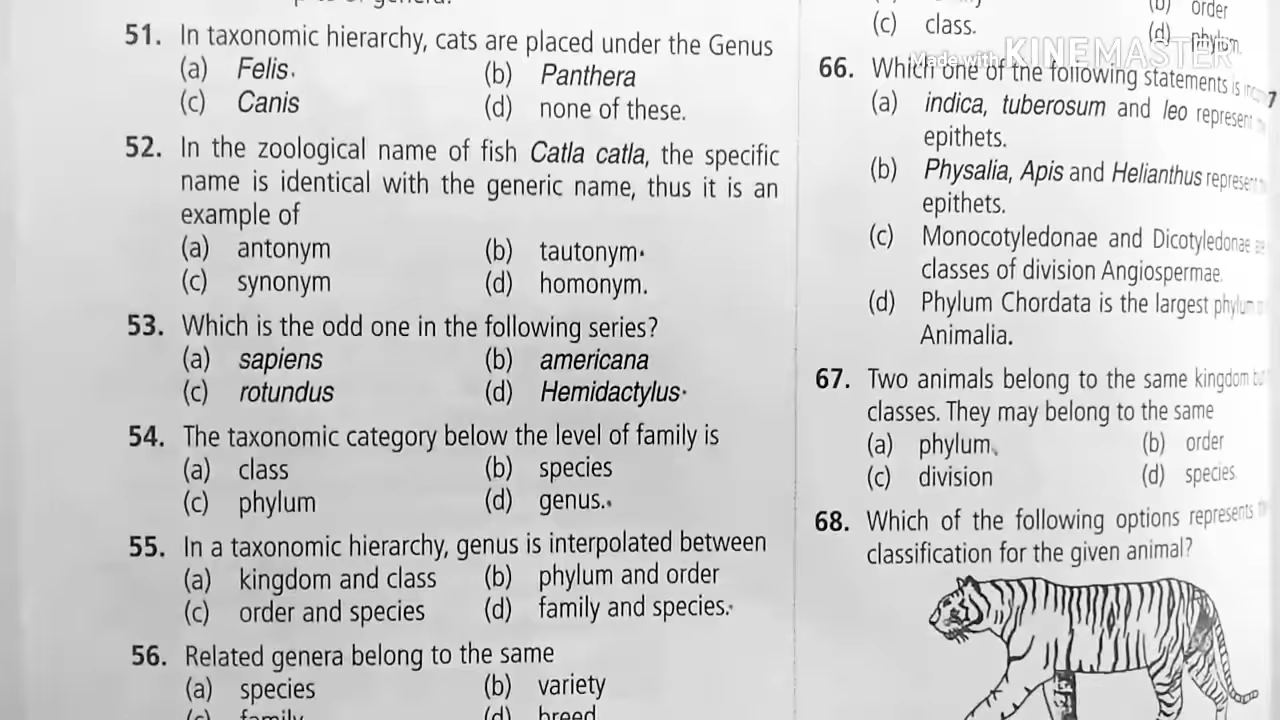 of genera.
51. In taxonomic hierarchy, cats are placed under the Genus
(a) Felis.
(b) Panthera
(c) Canis
(d) none of these.
52. In the zoological name of fish Catla catla, the specific
name is identical with the generic name, thus it is an
example of
(a) antonym
(b) tautonym
(c) synonym
(d) homonym.
53. Which is the odd one in the following series?
(a) sapiens
(b) americana
(c) rotundus
(d) Hemidactylus
54. The taxonomic category below the level of family is
(a) class
(b) species
(c) phylum
(d) genus.
55. In a taxonomic hierarchy, genus is interpolated between
(a) kingdom and class
(b) phylum and order
(c) order and species
(d) family and species.
56. Related genera belong to the same
(a) species
(b) variety
(c) family
(d) breed
(b) order
(c) class.
(d) phylum.
Made with KINEMASTER
66. Which one of the following statements is
(a) indica, tuberosum and leo represent
epithets.
(b) Physalia, Apis and Helianthus represent
epithets.
(c) Monocotyledonae and Dicotyledonae
classes of division Angiospermae.
(d) Phylum Chordata is the largest phylum
Animalia.
67. Two animals belong to the same kingdom
classes. They may belong to the same
(a) phylum
(b) order
(c) division
(d) species.
68. Which of the following options represents
classification for the given animal?